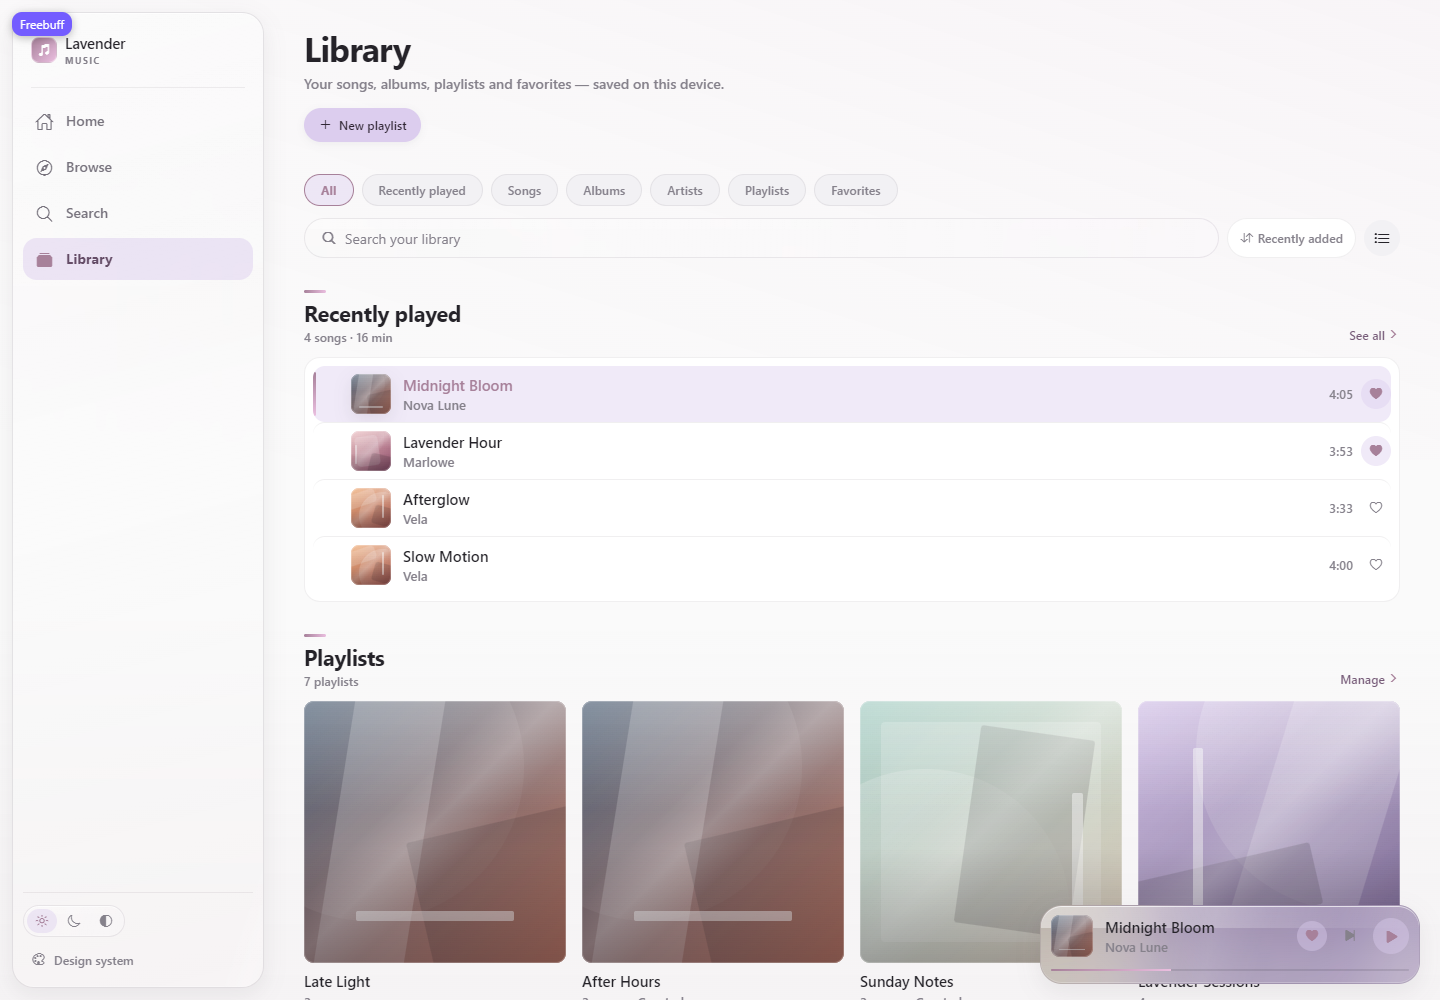 Freebuff
Lavender
MUSIC
Home
Browse
Search
Library
Design system
Library
Your songs, albums, playlists and favorites — saved on this device.
New playlist
All
Recently played
Songs
Albums
Artists
Playlists
Favorites
Search your library
Recently added
Recently played
4 songs · 16 min
See all
Midnight Bloom
Nova Lune
4:05
Lavender Hour
Marlowe
3:53
Afterglow
Vela
3:33
Slow Motion
Vela
4:00
Playlists
7 playlists
Manage
Late Light
After Hours
Sunday Notes
Lavender Sessions
Midnight Bloom
Nova Lune